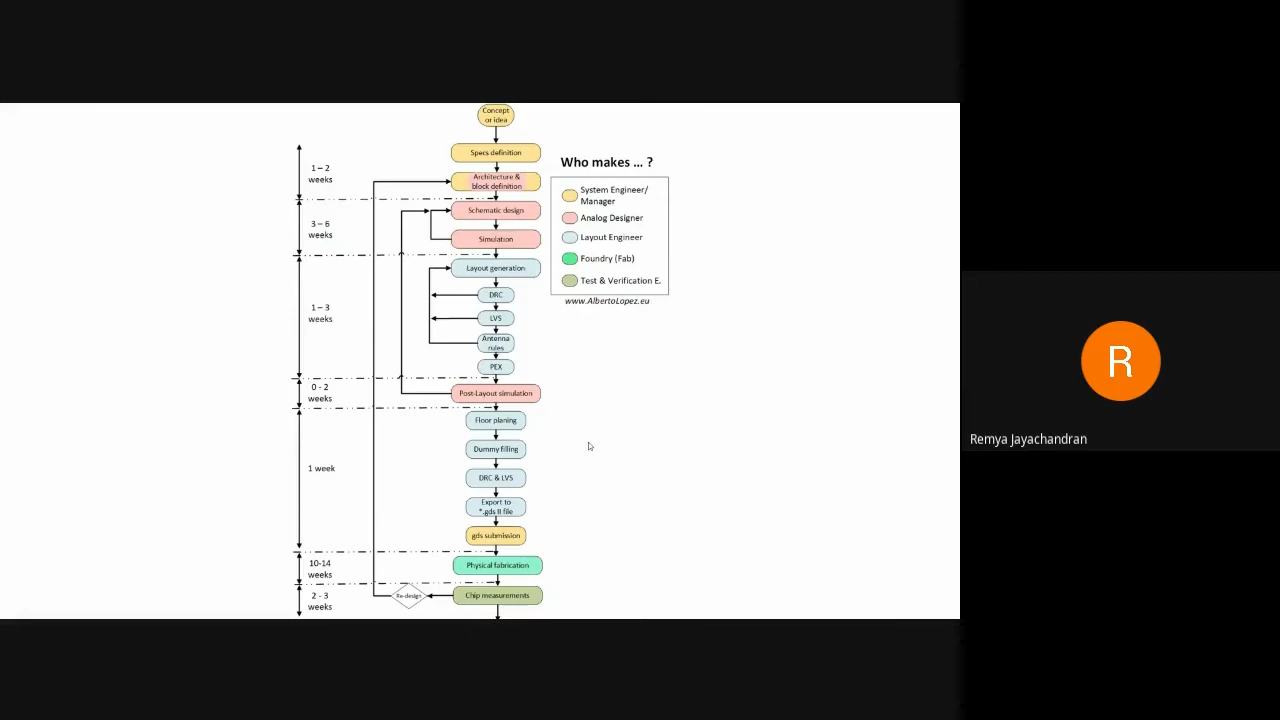 Concept
or idea
Specs definition
Architecture &
block definition
Schematic design
Simulation
Layout generation
DRC
LVS
Antenna
rules
PEX
Post-Layout simulation
Floor planing
Dummy filling
DRC & LVS
Export to
*.gds II file
gds submission
Physical fabrication
Chip measurements
Re-design
1 – 2
weeks
3 – 6
weeks
1 – 3
weeks
0 - 2
weeks
1 week
10-14
weeks
2 - 3
weeks
Who makes ... ?
System Engineer/
Manager
Analog Designer
Layout Engineer
Foundry (Fab)
Test & Verification E.
www.AlbertoLopez.eu
R
Remya Jayachandran